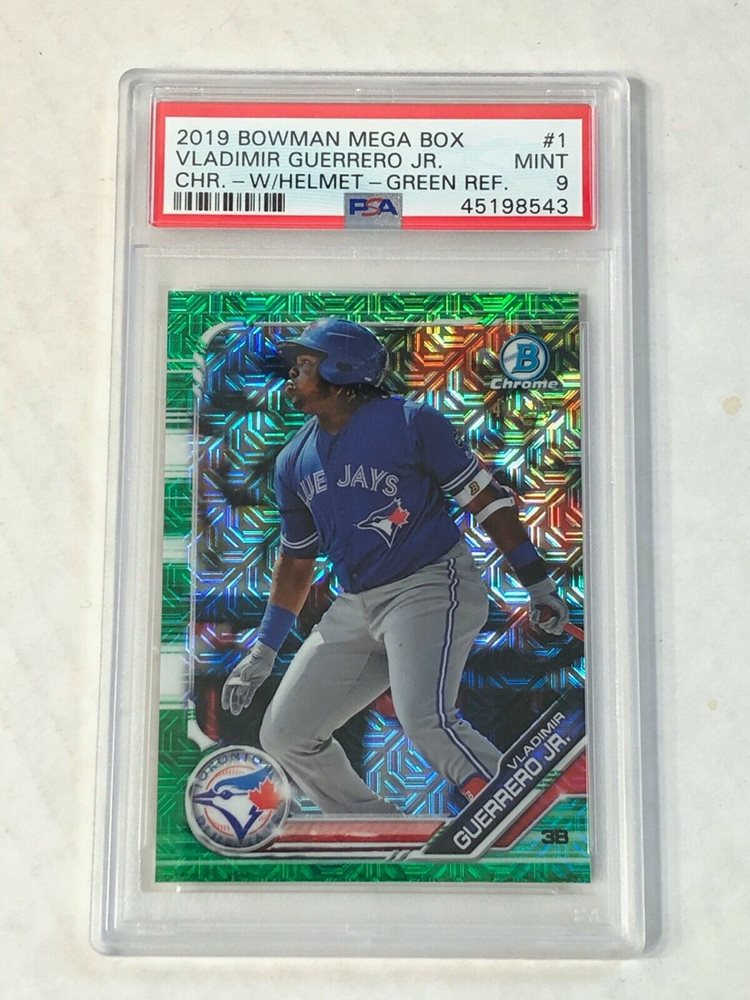 2019 BOWMAN MEGA BOX #1
VLADIMIR GUERRERO JR. MINT
CHR. – W/HELMET – GREEN REF. 9
PSA 45198543
B
Chrome
UE JAYS
TORONTO
VLADIMIR
GUERRERO JR.
3B